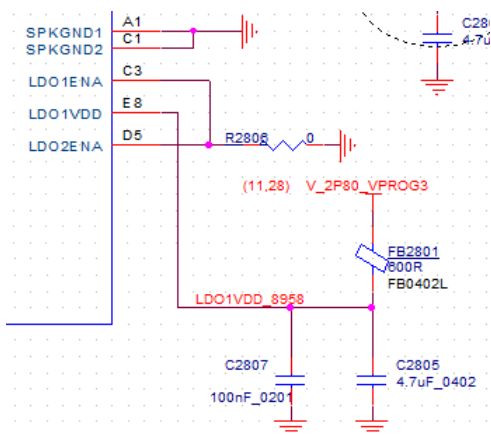 SPKGND1 A1
SPKGND2 C1
C280
4.7u
LDO1ENA C3
LDO1VDD E8
LDO2ENA D5
R2806 0
(11,28) V_2P80_VPROG3
FB2801
600R
FB0402L
LDO1VDD_8958
C2807
100nF_0201
C2805
4.7uF_0402